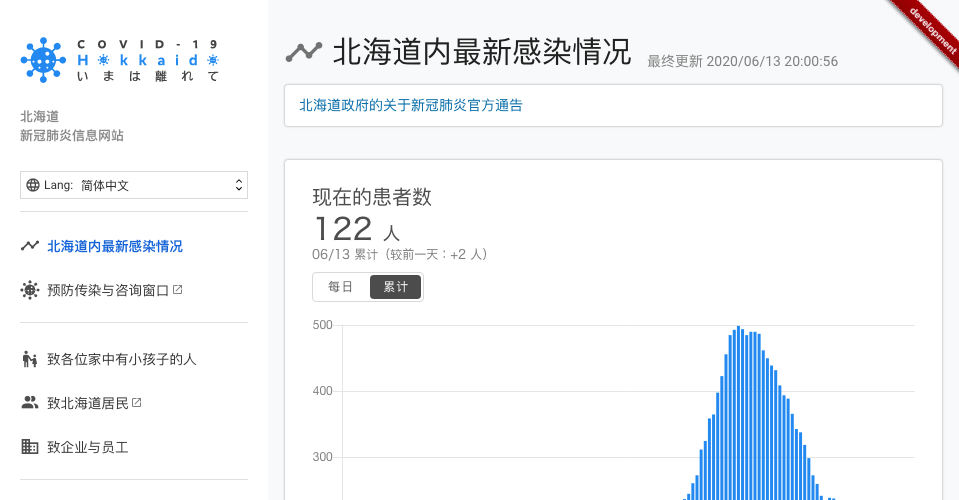 COVID-19
Hokkaido
いまは離れて
北海道
新冠肺炎信息网站
Lang: 简体中文
北海道内最新感染情况
预防传染与咨询窗口
致各位家中有小孩子的人
致北海道居民
致企业与员工
北海道内最新感染情况 最终更新 2020/06/13 20:00:56
development
北海道政府的关于新冠肺炎官方通告
现在的患者数
122 人
06/13 累计（较前一天：+2 人）
每日 累计
500
400
300